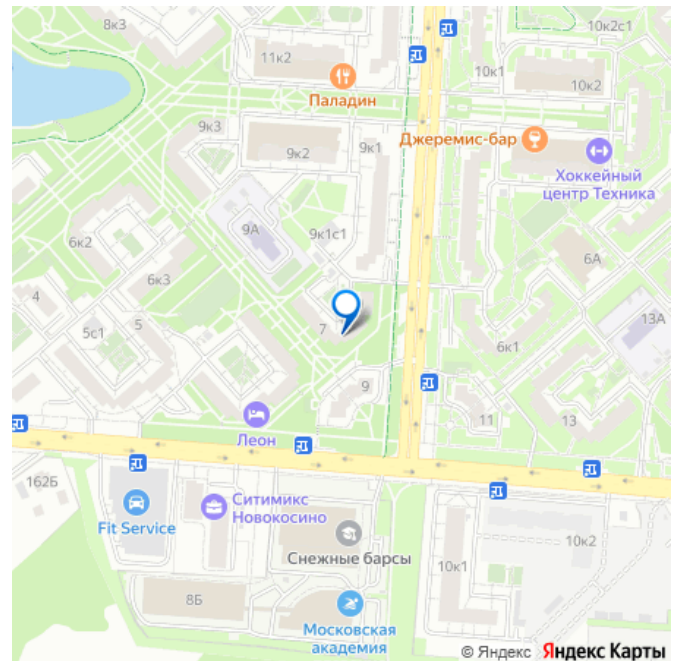 8к3
10к2с1
11к2
10к1
10к2
Паладин
9к3
9к2
9к1
Джеремис-бар
Хоккейный
центр Техника
9А
9к1с1
6к2
6к3
6А
4
5с1
5
7
13А
6к1
9
11
13
Леон
162Б
Fit Service
Ситимикс
Новокосино
Снежные барсы
10к2
10к1
8Б
Московская
академия
© Яндекс Яндекс Карты